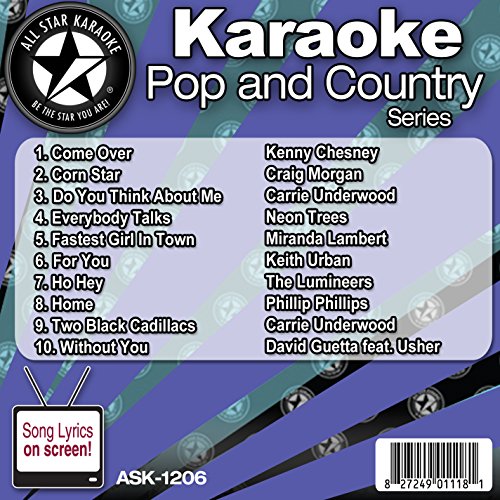 ALL STAR KARAOKE
BE THE STAR YOU ARE!
Karaoke
Pop and Country
Series
1. Come Over Kenny Chesney
2. Corn Star Craig Morgan
3. Do You Think About Me Carrie Underwood
4. Everybody Talks Neon Trees
5. Fastest Girl In Town Miranda Lambert
6. For You Keith Urban
7. Ho Hey The Lumineers
8. Home Phillip Phillips
9. Two Black Cadillacs Carrie Underwood
10. Without You David Guetta feat. Usher
Song Lyrics
on screen!
ASK-1206
8 27249 01118 1